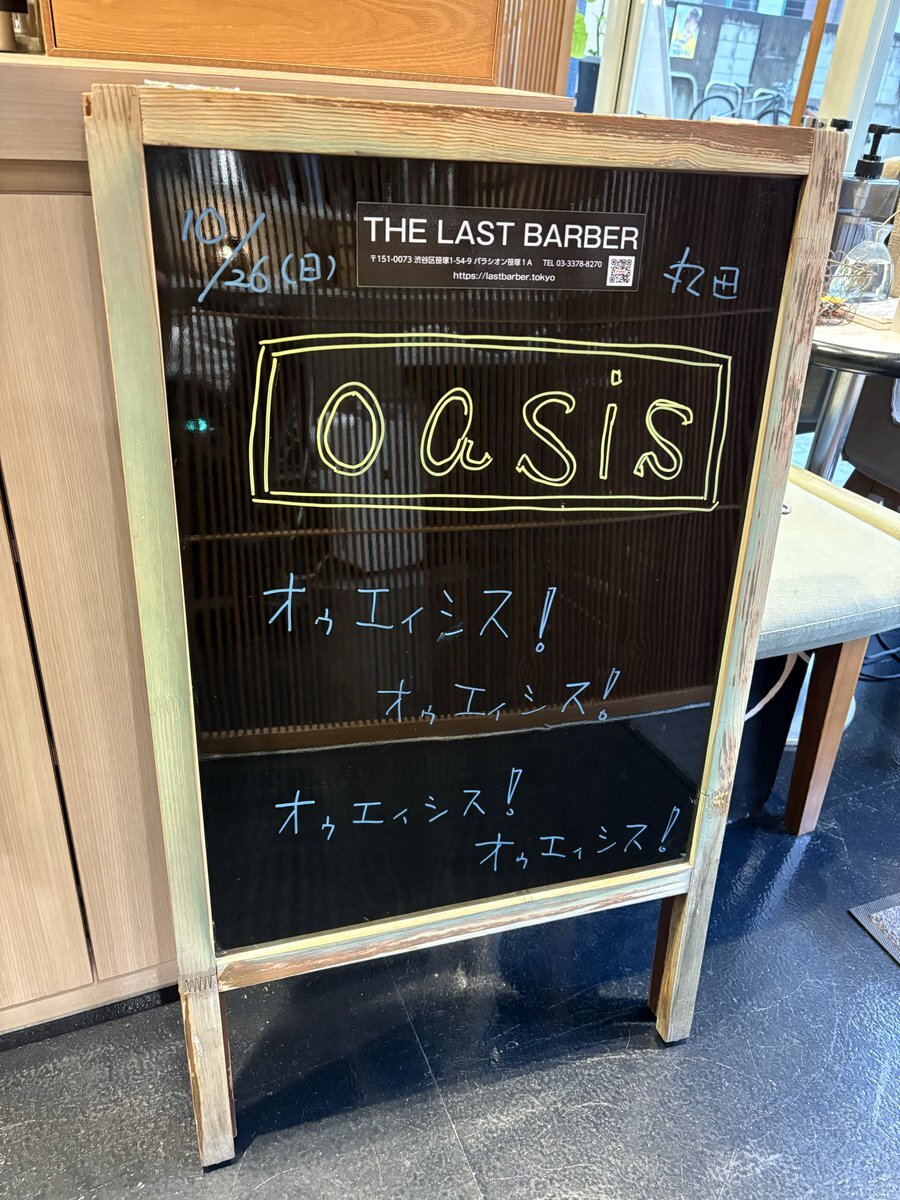 10/26(日)
THE LAST BARBER
〒151-0073 渋谷区笹塚1-54-9 パラシオン笹塚1A TEL 03-3378-8270
https://lastbarber.tokyo
oasis
オゥエィシス!
オゥエィシス!
オゥエィシス!
オゥエィシス!